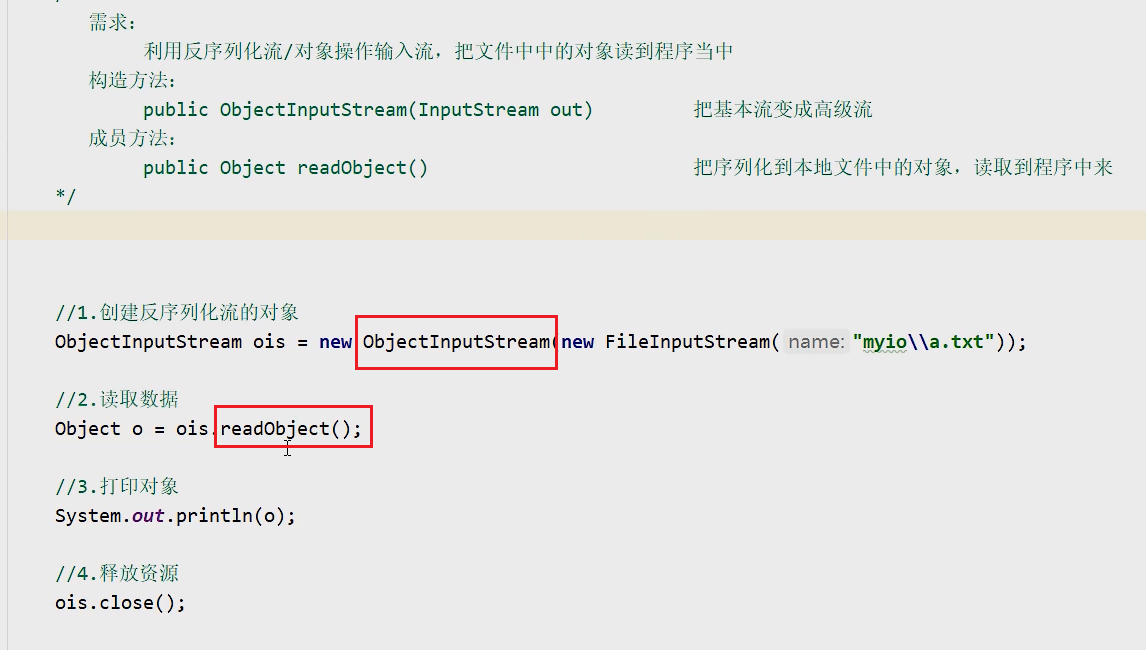 需求:
利用反序列化流/对象操作输入流，把文件中中的对象读到程序当中
构造方法:
public ObjectInputStream(InputStream out) 把基本流变成高级流
成员方法:
public Object readObject() 把序列化到本地文件中的对象，读取到程序中来
*/
//1.创建反序列化流的对象
ObjectInputStream ois = new ObjectInputStream(new FileInputStream( name: "myio\\a.txt"));
//2.读取数据
Object o = ois.readObject();
//3.打印对象
System.out.println(o);
//4.释放资源
ois.close();